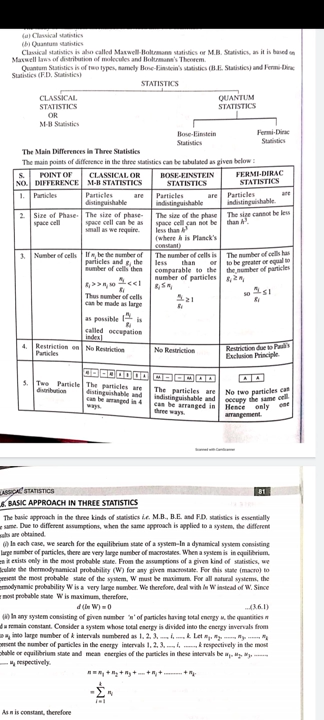 (a) Classical statistics
(b) Quantum statistics
Classical statistics is also called Maxwell-Boltzmann statistics or M.B. Statistics, as it is based on
Maxwell laws of distribution of molecules and Boltzmann's Theorem.
Quantum Statistics is of two types, namely Bose-Einstein's statistics (B.E. Statistics) and Fermi-Dirac
Statistics (F.D. Statistics)
STATISTICS
CLASSICAL STATISTICS OR M-B Statistics
QUANTUM STATISTICS
Bose-Einstein Statistics
Fermi-Dirac Statistics
The Main Differences in Three Statistics
The main points of difference in the three statistics can be tabulated as given below :
S. NO. POINT OF DIFFERENCE CLASSICAL OR M-B STATISTICS BOSE-EINSTEIN STATISTICS FERMI-DIRAC STATISTICS
1. Particles Particles are distinguishable Particles are indistinguishable Particles are indistinguishable.
2. Size of Phase-space cell The size of phase-space cell can be as small as we require. The size of the phase space cell can not be less than h³ (where h is Planck's constant) The size cannot be less than h³.
3. Number of cells If nᵢ be the number of particles and gᵢ the number of cells then gᵢ >> nᵢ so nᵢ/gᵢ << 1 Thus number of cells can be made as large as possible [nᵢ/gᵢ is called occupation index] The number of cells is less than or comparable to the number of particles gᵢ ≤ nᵢ nᵢ/gᵢ ≥ 1 The number of cells has to be greater or equal to the number of particles gᵢ ≥ nᵢ so nᵢ/gᵢ ≤ 1
4. Restriction on Particles No Restriction No Restriction Restriction due to Pauli's Exclusion Principle.
5. Two Particle distribution The particles are distinguishable and can be arranged in 4 ways. AA – – AA A A The particles are indistinguishable and can be arranged in three ways. A A No two particles can occupy the same cell. Hence only one arrangement.
Scanned with CamScanner
CLASSICAL STATISTICS 81
.6. BASIC APPROACH IN THREE STATISTICS
The basic approach in the three kinds of statistics i.e. M.B., B.E. and F.D. statistics is essentially
same. Due to different assumptions, when the same approach is applied to a system, the different
are obtained.
(i) In each case, we search for the equilibrium state of a system–In a dynamical system consisting
large number of particles, there are very large number of macrostates. When a system is in equilibrium,
it exists only in the most probable state. From the assumptions of a given kind of statistics, we
the thermodynamical probability (W) for any given macrostate. For this state (macro) to
the most probable state of the system, W must be maximum. For all natural systems, the
probability W is a very large number. We therefore, deal with ln W instead of W. Since
most probable state W is maximum, therefore,
d (ln W) = 0 ...(3.6.1)
(ii) In any system consisting of given number 'n' of particles having total energy u, the quantities n
u remain constant. Consider a system whose total energy is divided into the energy invervals from
to uₖ into large number of k intervals numbered as 1, 2, 3, ...., i, ...., k. Let n₁, n₂, ...... nᵢ, ...... nₖ
the number of particles in the energy intervals 1, 2, 3, ...., i, ......, k respectively in the most
or equilibrium state and mean energies of the particles in these intervals be u₁, u₂, u₃, ........
...... uₖ respectively.
n = n₁ + n₂ + n₃ + .... + nᵢ + ........... + nₖ.
= Σᵢ₌₁ᵏ nᵢ
As n is constant, therefore